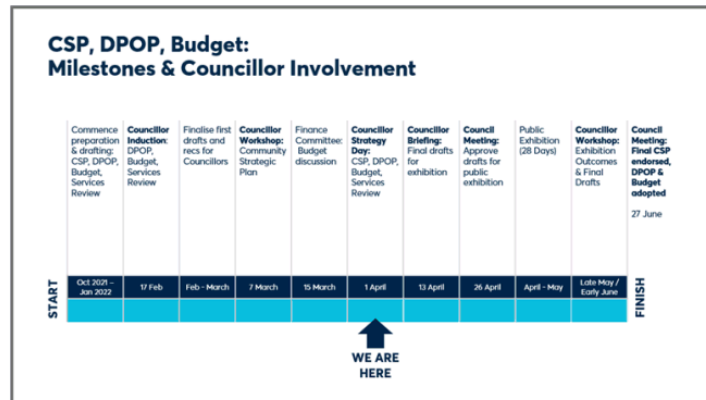 CSP, DPOP, Budget:
Milestones & Councillor Involvement
Commence
preparation
& drafting:
CSP, DPOP,
Budget,
Services
Review
Councillor
Induction:
DPOP,
Budget,
Services
Review
Finalise first
drafts and
recs for
Councillors
Councillor
Workshop:
Community
Strategic
Plan
Finance
Committee:
Budget
discussion
Councillor
Strategy
Day:
CSP, DPOP,
Budget,
Services
Review
Councillor
Briefing:
Final drafts
for
exhibition
Council
Meeting:
Approve
drafts for
public
exhibition
Public
Exhibition
(28 Days)
Councillor
Workshop:
Exhibition
Outcomes
& Final
Drafts
Council
Meeting:
Final CSP
endorsed,
DPOP &
Budget
adopted
27 June
START
Oct 2021 –
Jan 2022
17 Feb
Feb - March
7 March
15 March
1 April
13 April
26 April
April - May
Late May /
Early June
FINISH
WE ARE
HERE